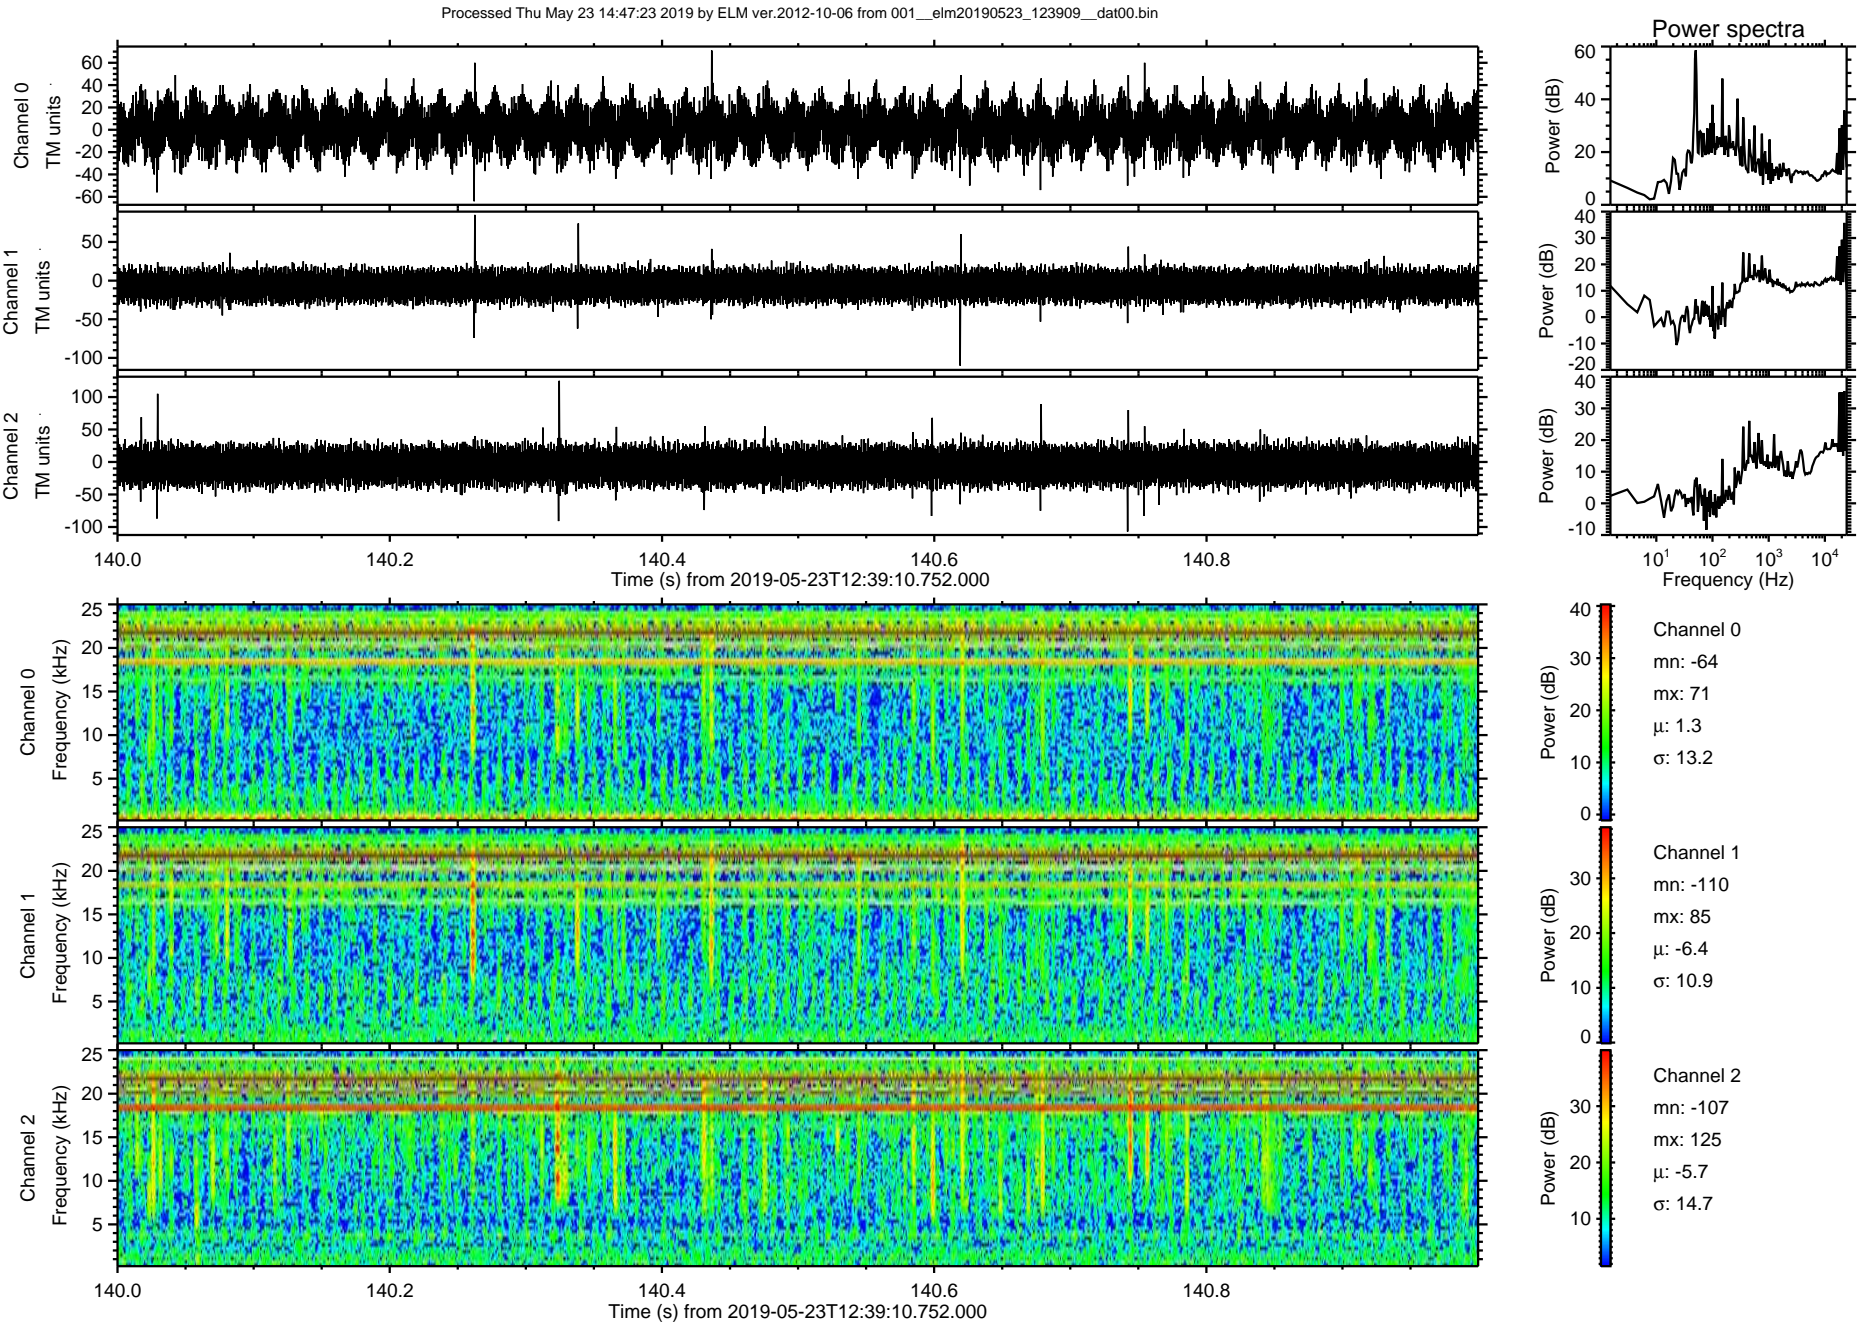 Processed Thu May 23 14:47:23 2019 by ELM ver.2012-10-06 from 001__elm20190523_123909__dat00.bin
Power spectra
Channel 0
TM units
60
40
20
0
-20
-40
-60
Power (dB)
60
40
20
0
Channel 1
TM units
50
0
-50
-100
Power (dB)
40
30
20
10
0
-10
-20
Channel 2
TM units
100
50
0
-50
-100
Power (dB)
40
30
20
10
0
-10
140.0 140.2 140.4 140.6 140.8
Time (s) from 2019-05-23T12:39:10.752.000
10¹ 10² 10³ 10⁴
Frequency (Hz)
Channel 0
Frequency (kHz)
25
20
15
10
5
Power (dB)
40
30
20
10
0
Channel 0
mn: -64
mx: 71
μ: 1.3
σ: 13.2
Channel 1
Frequency (kHz)
25
20
15
10
5
Power (dB)
30
20
10
0
Channel 1
mn: -110
mx: 85
μ: -6.4
σ: 10.9
Channel 2
Frequency (kHz)
25
20
15
10
5
Power (dB)
30
20
10
Channel 2
mn: -107
mx: 125
μ: -5.7
σ: 14.7
140.0 140.2 140.4 140.6 140.8
Time (s) from 2019-05-23T12:39:10.752.000